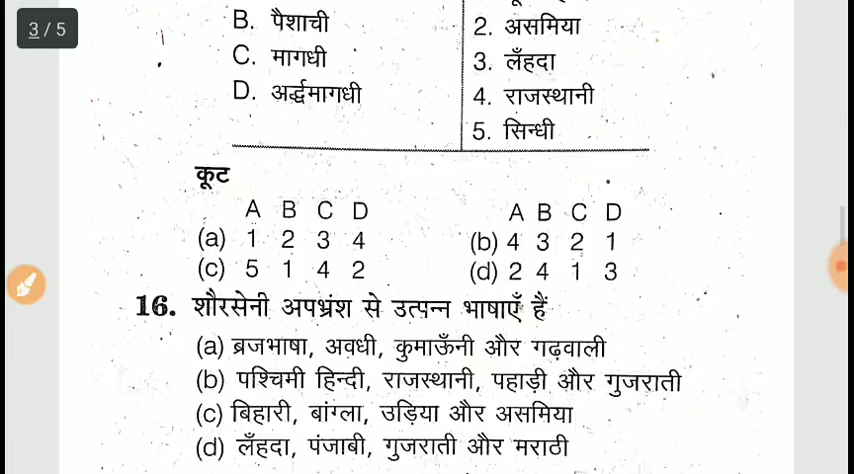 3 / 5
B. पैशाची
2. असमिया
C. मागधी
3. लँहदा
D. अर्द्धमागधी
4. राजस्थानी
5. सिन्धी
कूट
A B C D
A B C D
(a) 1 2 3 4
(b) 4 3 2 1
(c) 5 1 4 2
(d) 2 4 1 3
16. शौरसेनी अपभ्रंश से उत्पन्न भाषाएँ हैं
(a) ब्रजभाषा, अवधी, कुमाऊँनी और गढ़वाली
(b) पश्चिमी हिन्दी, राजस्थानी, पहाड़ी और गुजराती
(c) बिहारी, बांग्ला, उड़िया और असमिया
(d) लँहदा, पंजाबी, गुजराती और मराठी